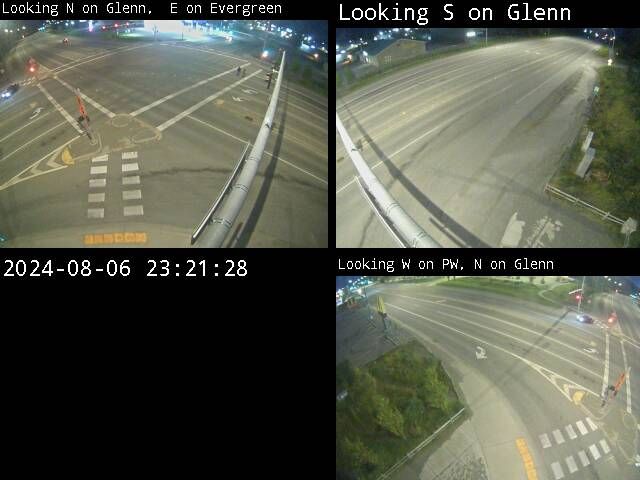 Looking N on Glenn,  E on Evergreen
Looking S on Glenn
2024-08-06 23:21:28
Looking W on PW, N on Glenn